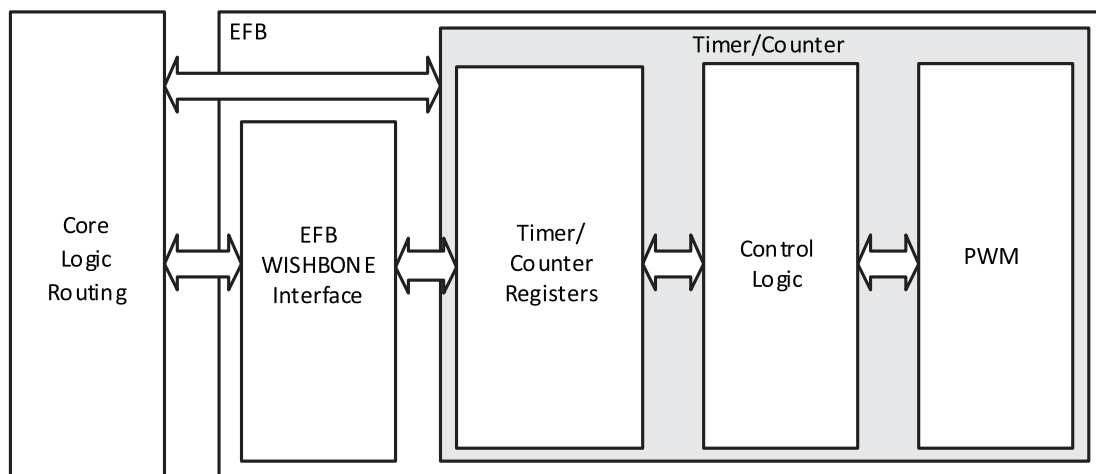 EFB
Timer/Counter
Core
Logic
Routing
EFB
WISHBONE
Interface
Timer/
Counter
Registers
Control
Logic
PWM